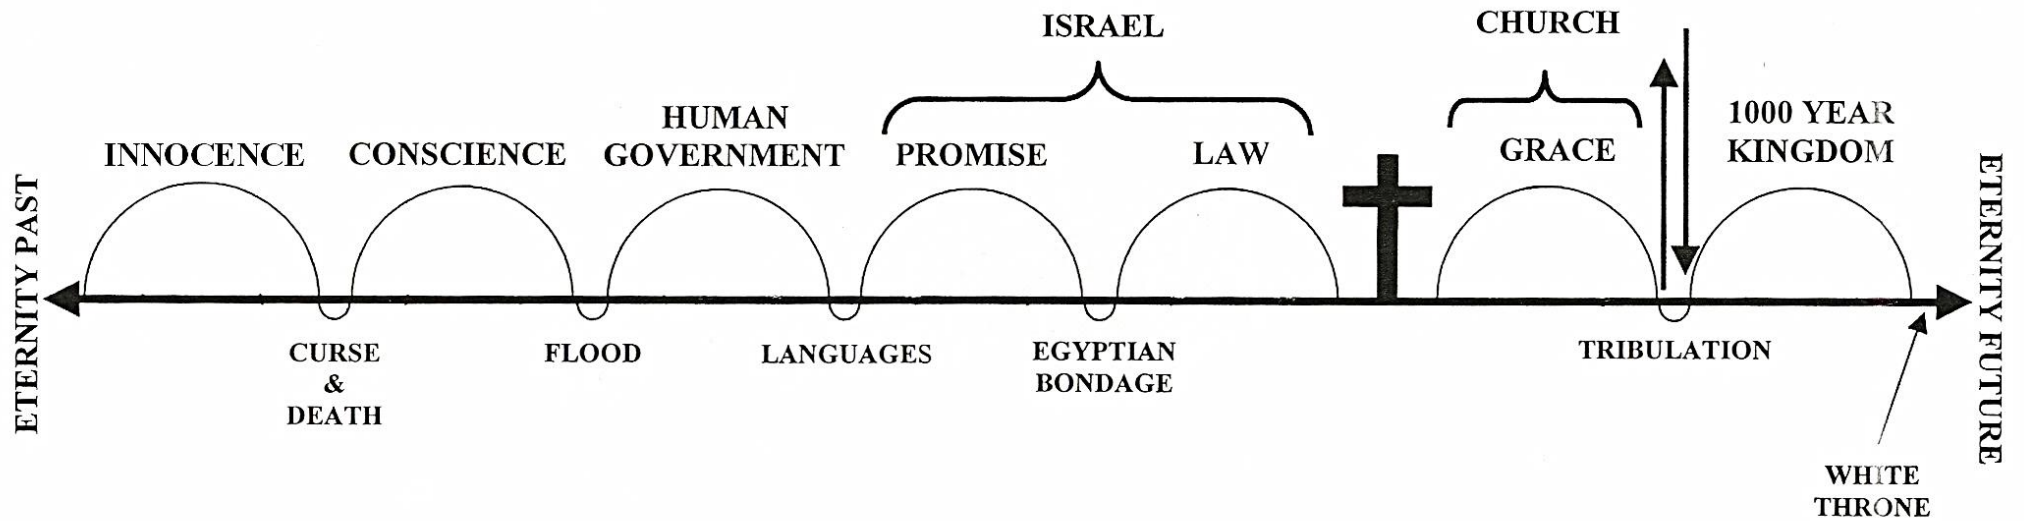 ISRAEL
CHURCH
HUMAN
GOVERNMENT
1000 YEAR
KINGDOM
INNOCENCE
CONSCIENCE
PROMISE
LAW
GRACE
ETERNITY PAST
ETERNITY FUTURE
CURSE
&
DEATH
FLOOD
LANGUAGES
EGYPTIAN
BONDAGE
TRIBULATION
WHITE
THRONE